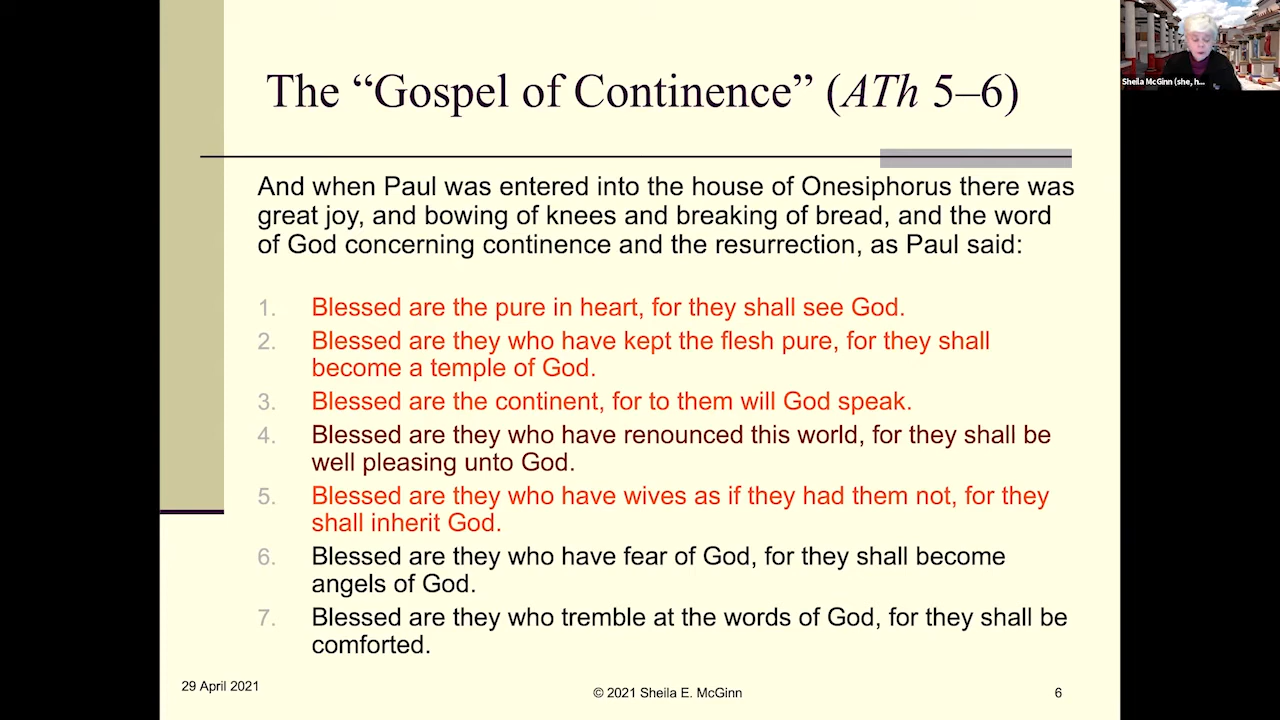 The “Gospel of Continence” (ATh 5–6)
Sheila McGinn (she, h...
And when Paul was entered into the house of Onesiphorus there was
great joy, and bowing of knees and breaking of bread, and the word
of God concerning continence and the resurrection, as Paul said:
1. Blessed are the pure in heart, for they shall see God.
2. Blessed are they who have kept the flesh pure, for they shall
become a temple of God.
3. Blessed are the continent, for to them will God speak.
4. Blessed are they who have renounced this world, for they shall be
well pleasing unto God.
5. Blessed are they who have wives as if they had them not, for they
shall inherit God.
6. Blessed are they who have fear of God, for they shall become
angels of God.
7. Blessed are they who tremble at the words of God, for they shall be
comforted.
29 April 2021
© 2021 Sheila E. McGinn
6